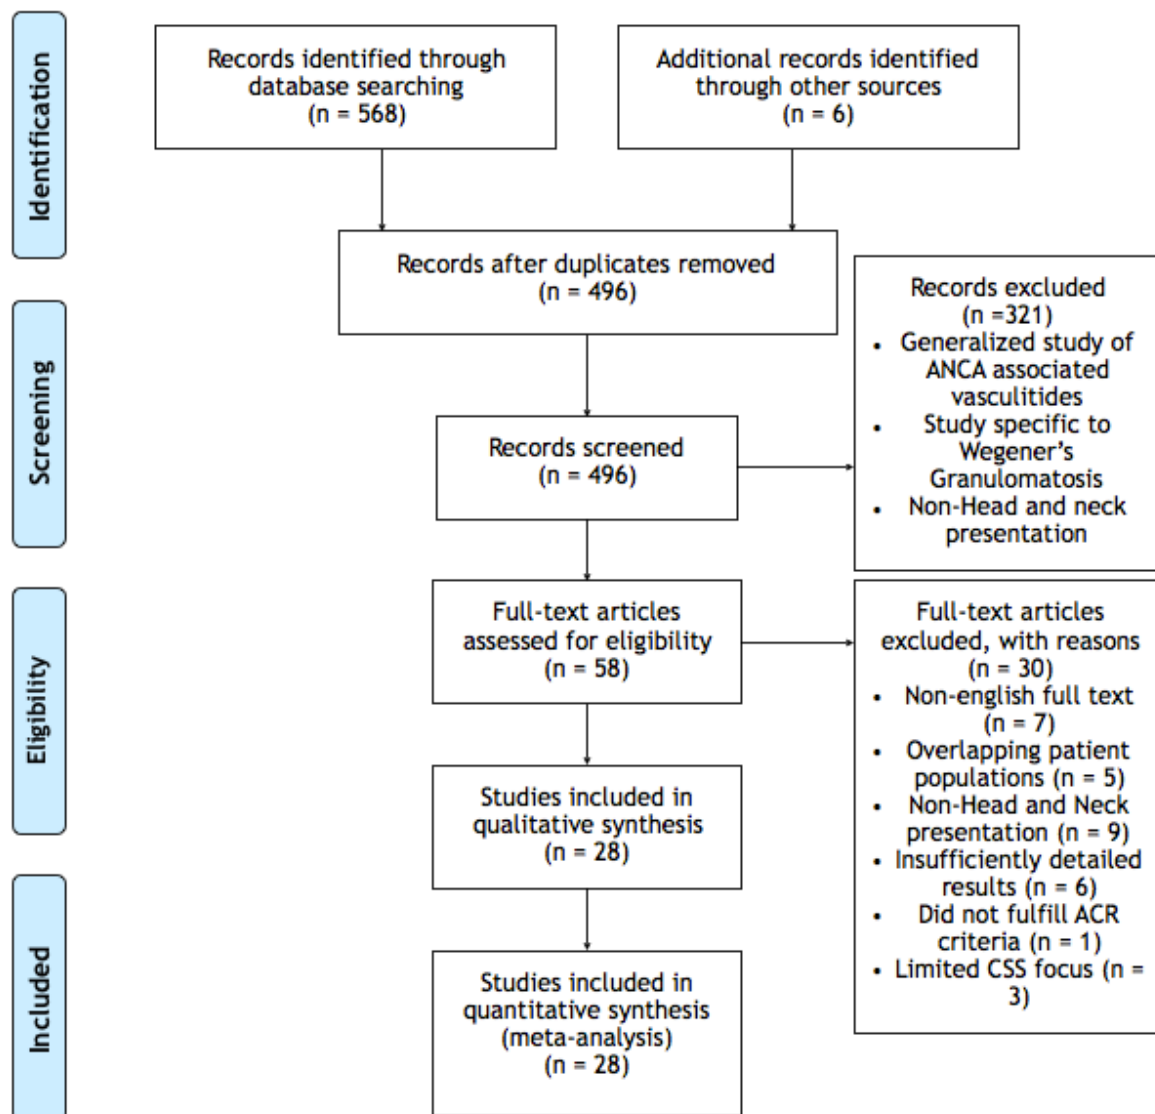 Identification
Records identified through
database searching
(n = 568)
Additional records identified
through other sources
(n = 6)
Records after duplicates removed
(n = 496)
Screening
Records screened
(n = 496)
Records excluded
(n =321)
• Generalized study of
ANCA associated
vasculitides
• Study specific to
Wegener’s
Granulomatosis
• Non-Head and neck
presentation
Eligibility
Full-text articles
assessed for eligibility
(n = 58)
Full-text articles
excluded, with reasons
(n = 30)
• Non-english full text
(n = 7)
• Overlapping patient
populations (n = 5)
• Non-Head and Neck
presentation (n = 9)
• Insufficiently detailed
results (n = 6)
• Did not fulfill ACR
criteria (n = 1)
• Limited CSS focus (n =
3)
Studies included in
qualitative synthesis
(n = 28)
Included
Studies included in
quantitative synthesis
(meta-analysis)
(n = 28)